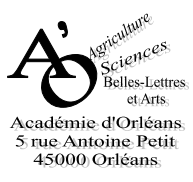 A'O
Agriculture
Sciences
Belles-Lettres
et Arts
Académie d'Orléans
5 rue Antoine Petit
45000 Orléans